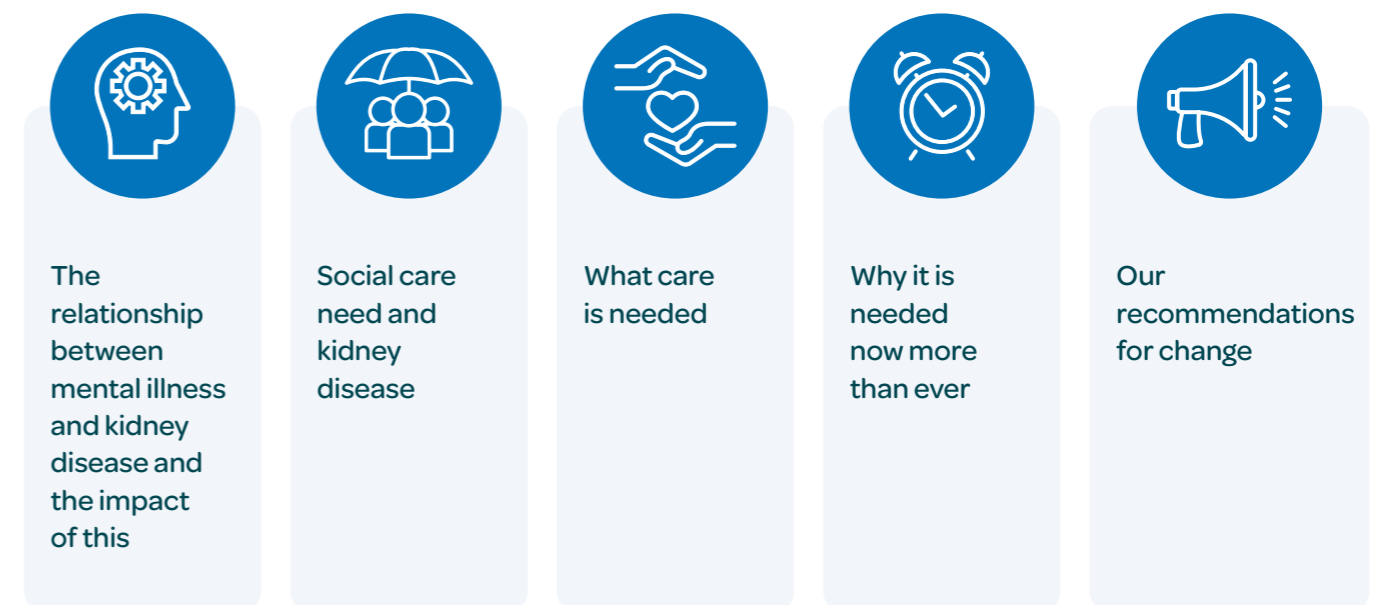 The
relationship
between
mental illness
and kidney
disease and
the impact
of this
Social care
need and
kidney
disease
What care
is needed
Why it is
needed
now more
than ever
Our
recommendations
for change